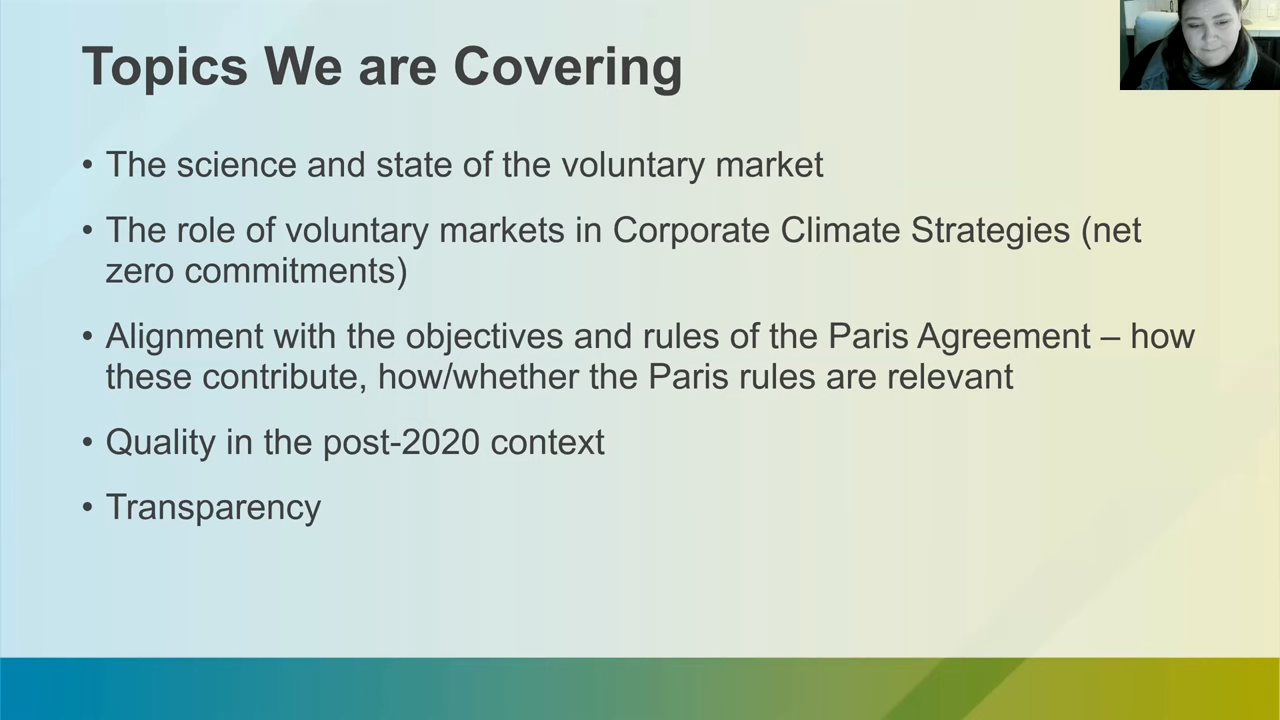 Topics We are Covering
• The science and state of the voluntary market
• The role of voluntary markets in Corporate Climate Strategies (net
zero commitments)
• Alignment with the objectives and rules of the Paris Agreement – how
these contribute, how/whether the Paris rules are relevant
• Quality in the post-2020 context
• Transparency